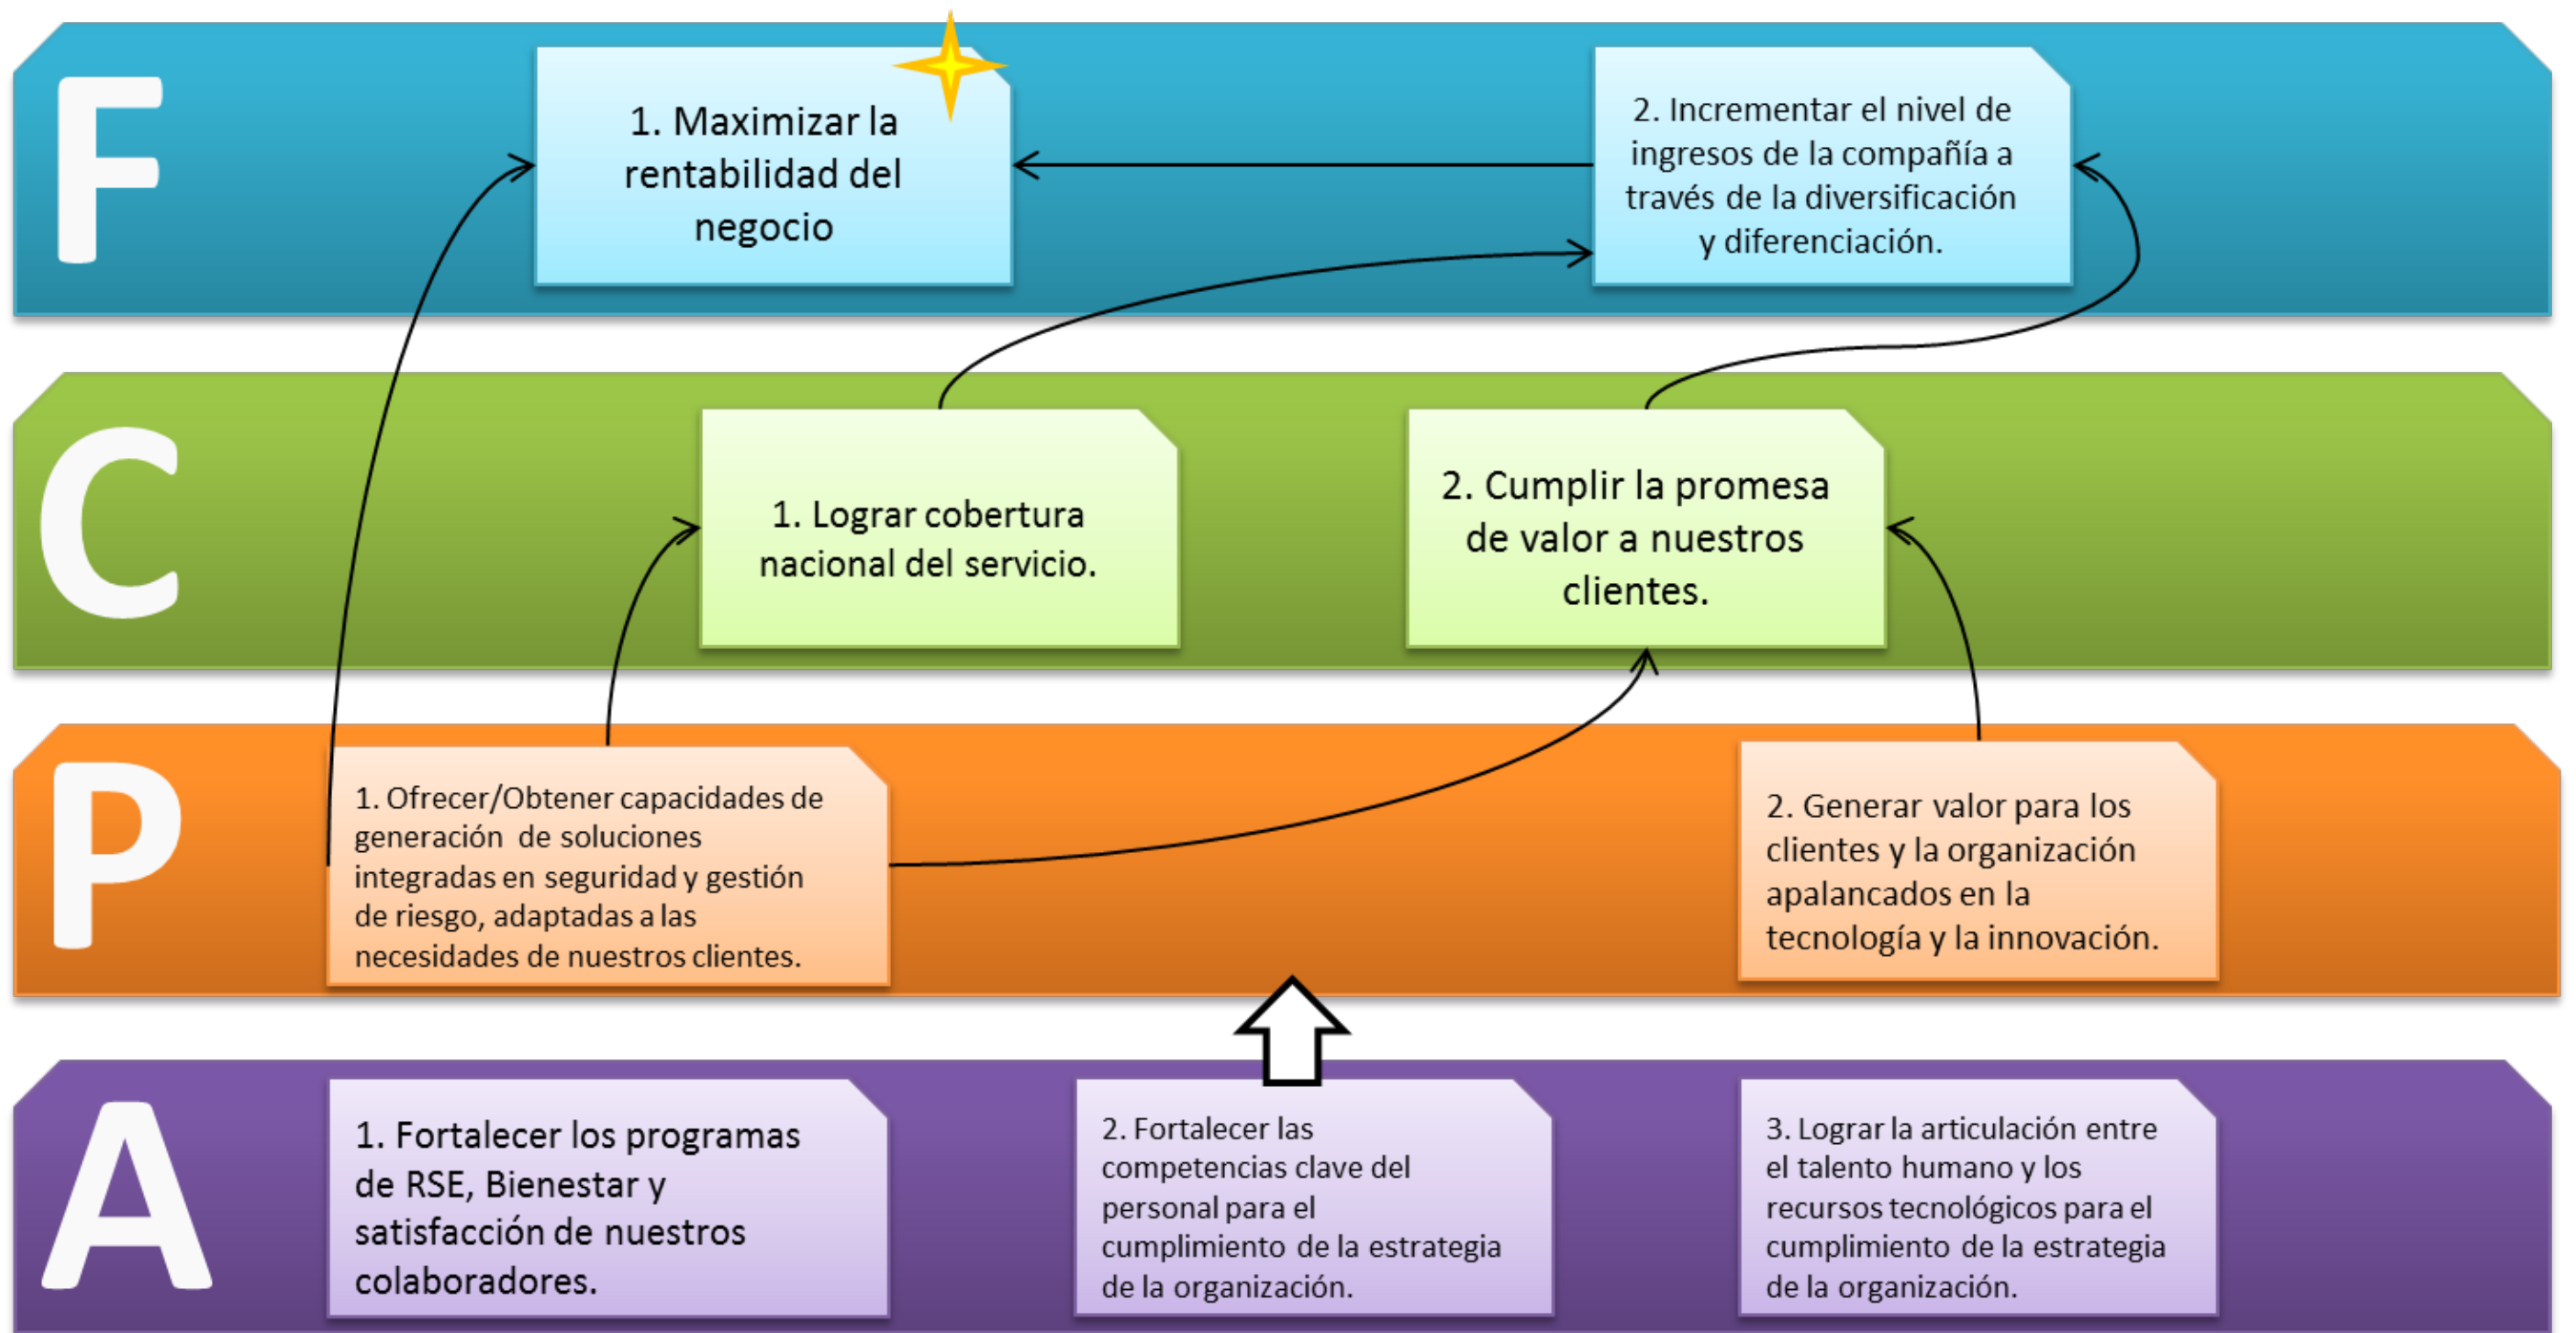 F
1. Maximizar la
rentabilidad del
negocio
2. Incrementar el nivel de
ingresos de la compañía a
través de la diversificación
y diferenciación.
C
1. Lograr cobertura
nacional del servicio.
2. Cumplir la promesa
de valor a nuestros
clientes.
P
1. Ofrecer/Obtener capacidades de
generación de soluciones
integradas en seguridad y gestión
de riesgo, adaptadas a las
necesidades de nuestros clientes.
2. Generar valor para los
clientes y la organización
apalancados en la
tecnología y la innovación.
A
1. Fortalecer los programas
de RSE, Bienestar y
satisfacción de nuestros
colaboradores.
2. Fortalecer las
competencias clave del
personal para el
cumplimiento de la estrategia
de la organización.
3. Lograr la articulación entre
el talento humano y los
recursos tecnológicos para el
cumplimiento de la estrategia
de la organización.